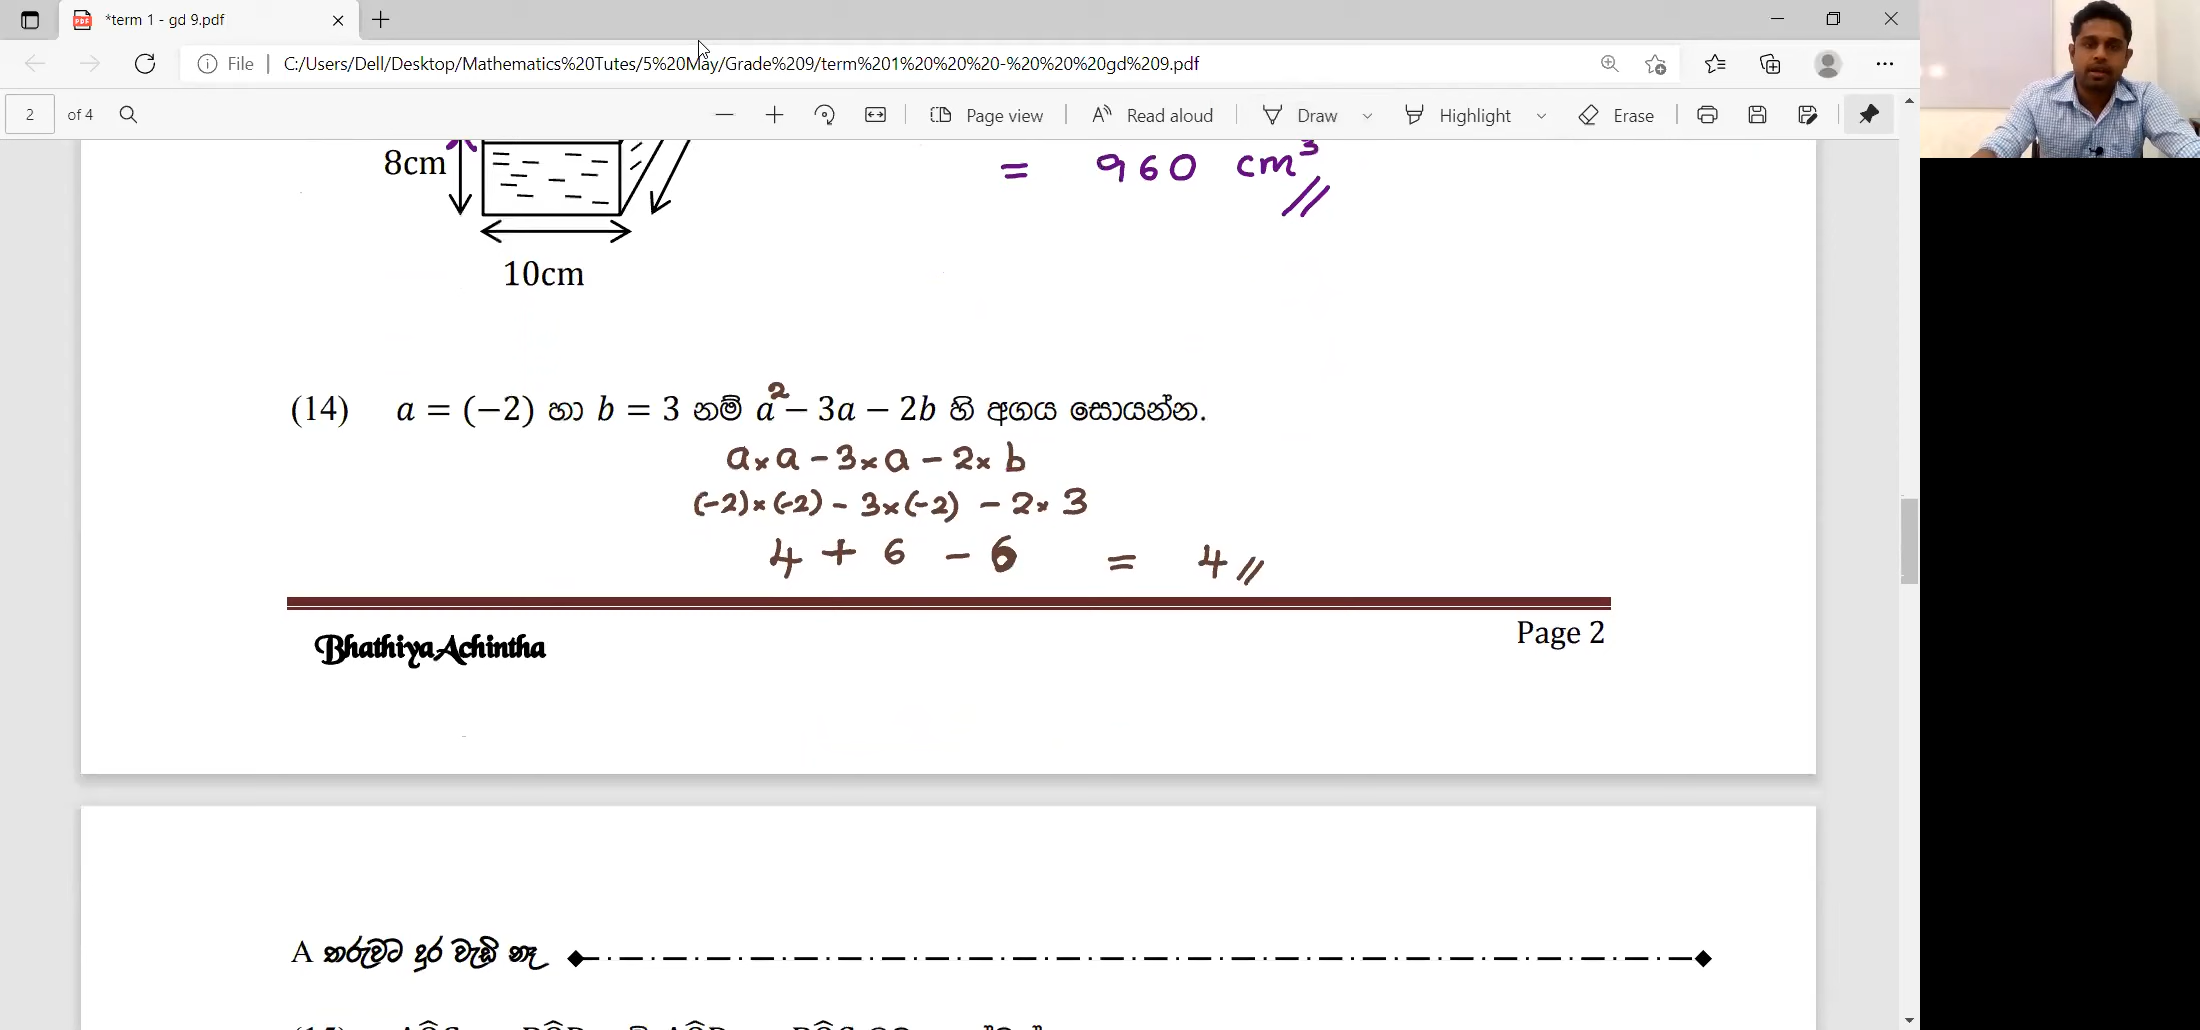 *term 1 - gd 9.pdf
File | C:/Users/Dell/Desktop/Mathematics%20Tutes/5%20May/Grade%209/term%201%20%20%20-%20%20%20gd%209.pdf
2 of 4 Page view Read aloud Draw Highlight Erase
8cm
= 960 cm³ //
10cm
(14) a = (−2) හා b = 3 නම් a² − 3a − 2b හි අගය සොයන්න.
a × a − 3 × a − 2 × b
(−2) × (−2) − 3 × (−2) − 2 × 3
4 + 6 − 6 = 4 //
Bhathiya Achintha Page 2
A තරුවට දුර වැඩි නෑ